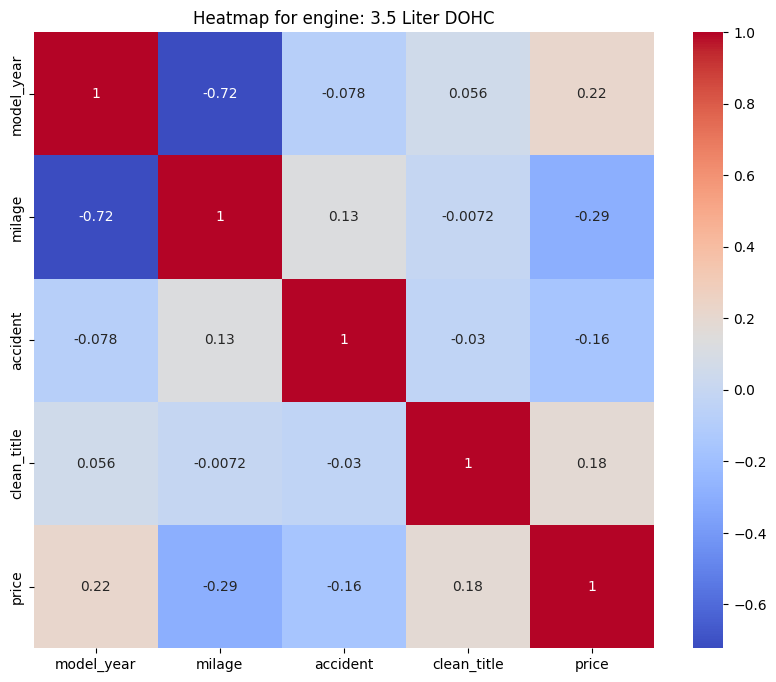 Heatmap for engine: 3.5 Liter DOHC
model_year 1 -0.72 -0.078 0.056 0.22
milage -0.72 1 0.13 -0.0072 -0.29
accident -0.078 0.13 1 -0.03 -0.16
clean_title 0.056 -0.0072 -0.03 1 0.18
price 0.22 -0.29 -0.16 0.18 1
model_year milage accident clean_title price
1.0
0.8
0.6
0.4
0.2
0.0
−0.2
−0.4
−0.6